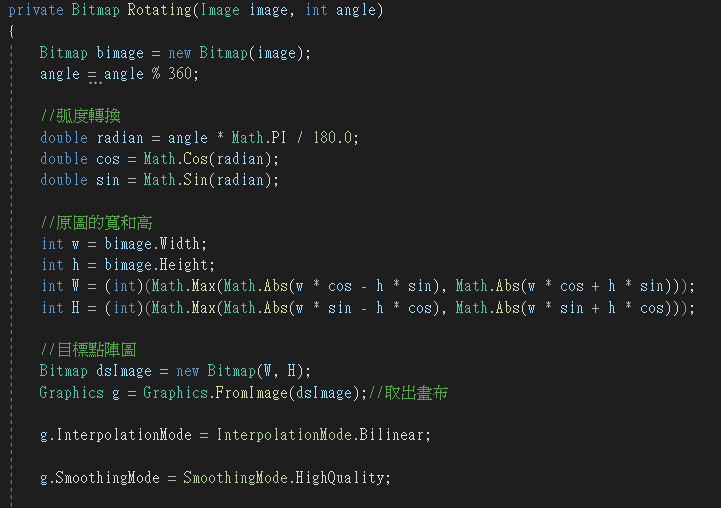 private Bitmap Rotating(Image image, int angle)
{
Bitmap bimage = new Bitmap(image);
angle = angle % 360;
//弧度轉換
double radian = angle * Math.PI / 180.0;
double cos = Math.Cos(radian);
double sin = Math.Sin(radian);
//原圖的寬和高
int w = bimage.Width;
int h = bimage.Height;
int W = (int)(Math.Max(Math.Abs(w * cos - h * sin), Math.Abs(w * cos + h * sin)));
int H = (int)(Math.Max(Math.Abs(w * sin - h * cos), Math.Abs(w * sin + h * cos)));
//目標點陣圖
Bitmap dsImage = new Bitmap(W, H);
Graphics g = Graphics.FromImage(dsImage);//取出畫布
g.InterpolationMode = InterpolationMode.Bilinear;
g.SmoothingMode = SmoothingMode.HighQuality;